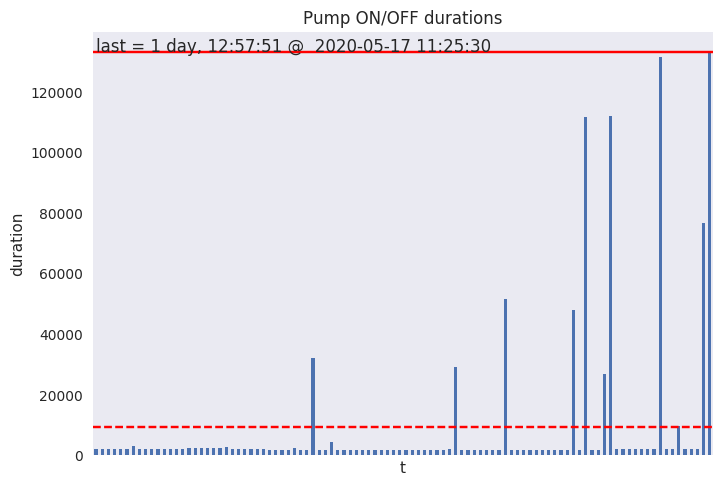 Pump ON/OFF durations
last = 1 day, 12:57:51 @  2020-05-17 11:25:30
120000
100000
80000
60000
40000
20000
0
duration
t